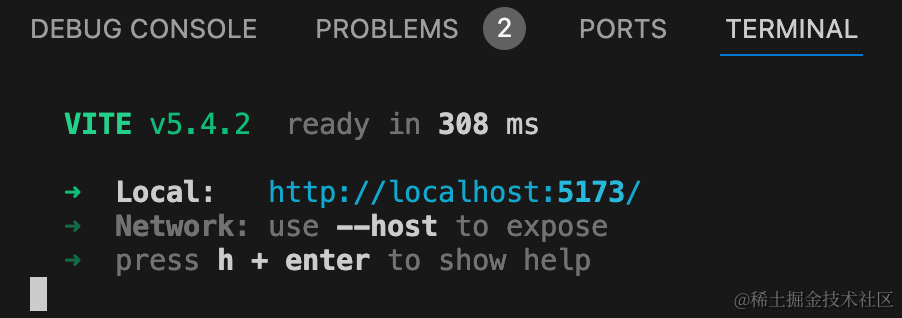 DEBUG CONSOLE PROBLEMS 2 PORTS TERMINAL
VITE v5.4.2 ready in 308 ms
➜ Local: http://localhost:5173/
➜ Network: use --host to expose
➜ press h + enter to show help
@稀土掘金技术社区